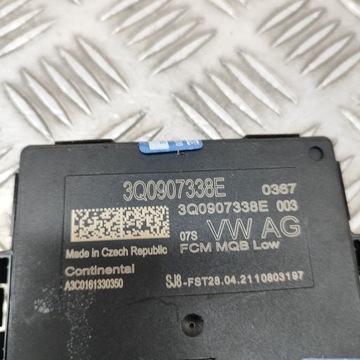 3Q0907338E 0367
3Q0907338E 003
07S VW AG
Made in Czech Republic FCM MQB Low
Continental
A3C0161330350 SJ8-FST28.04.2110803197